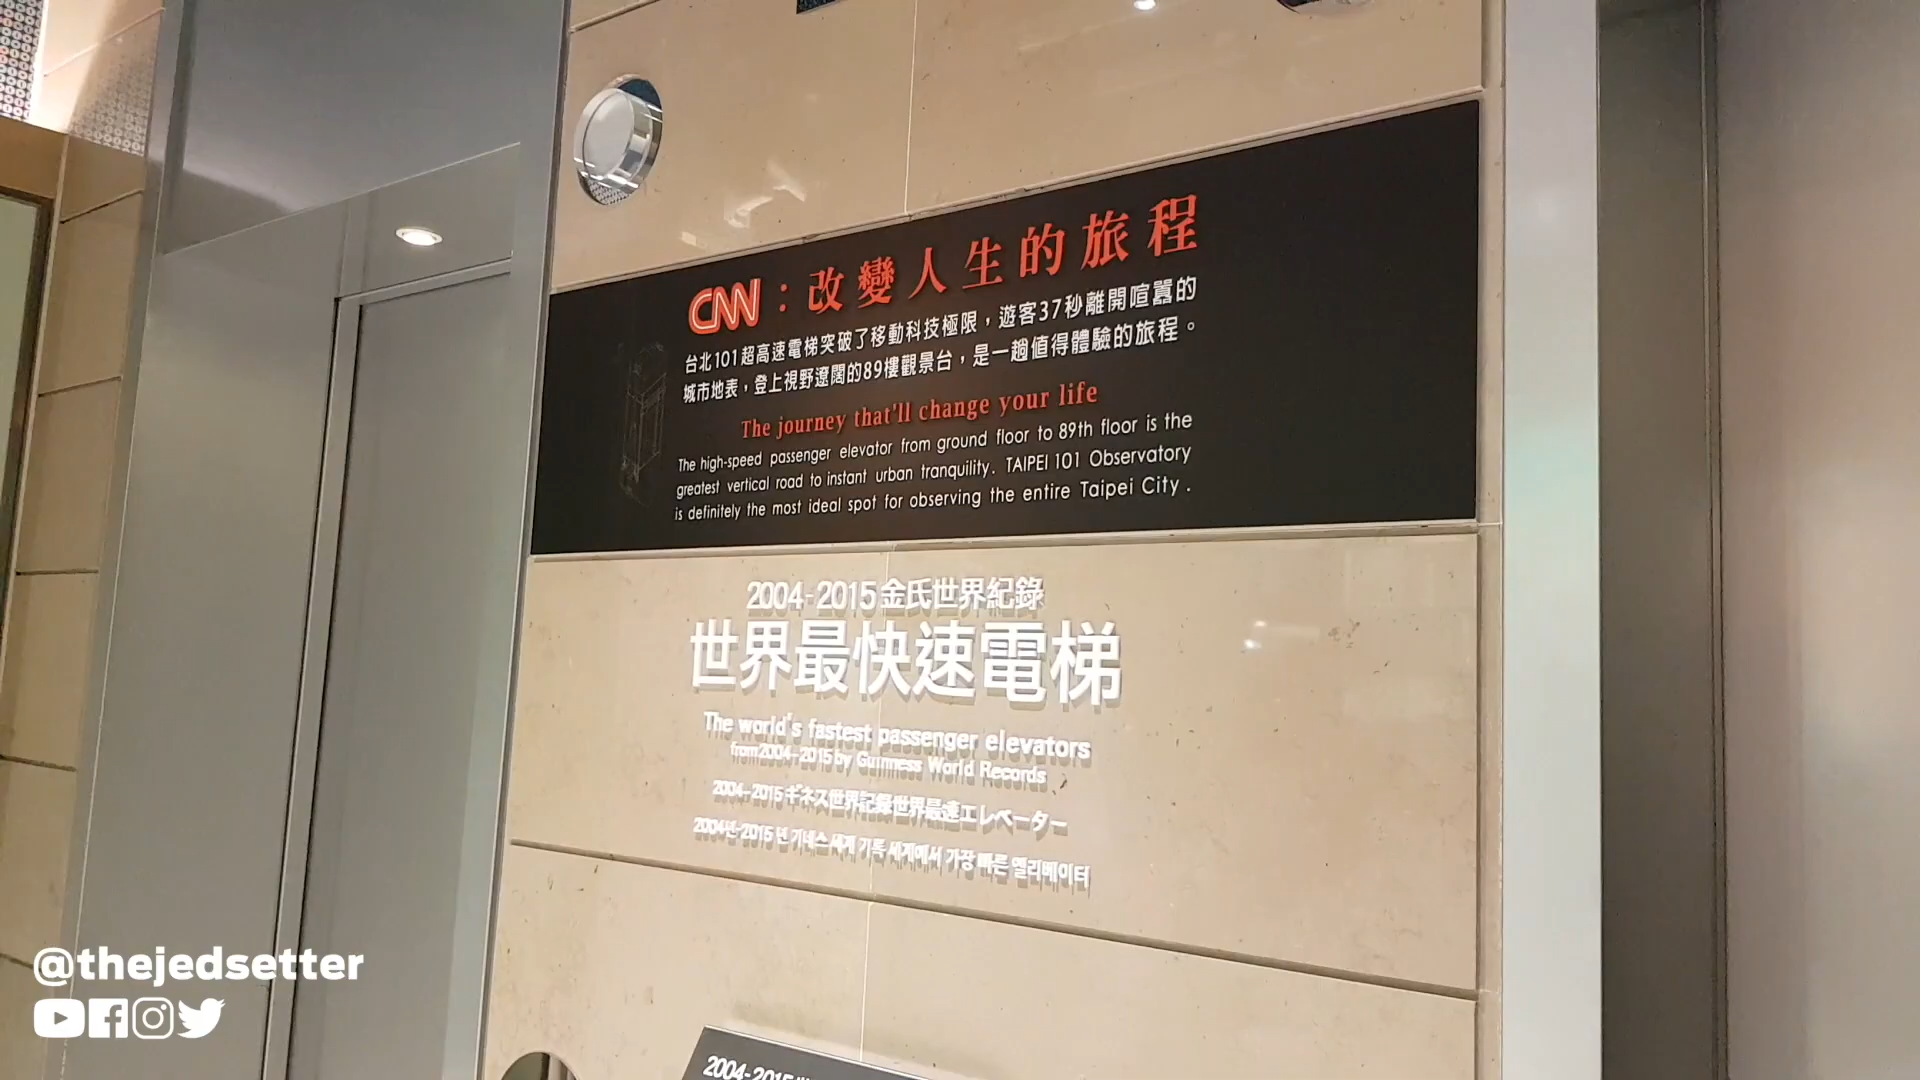 CNN：改變人生的旅程
台北101超高速電梯突破了移動科技極限，遊客37秒離開喧囂的
城市地表，登上視野遼闊的89樓觀景台，是一趟值得體驗的旅程。
The journey that'll change your life
The high-speed passenger elevator from ground floor to 89th floor is the
greatest vertical road to instant urban tranquility. TAIPEI 101 Observatory
is definitely the most ideal spot for observing the entire Taipei City .
2004-2015金氏世界紀錄
世界最快速電梯
The world's fastest passenger elevators
from 2004-2015 by Guinness World Records
2004-2015ギネス世界記録世界最速エレベーター
2004년-2015년 기네스 세계 기록 세계에서 가장 빠른 엘리베이터
2004-2015
@thejedsetter